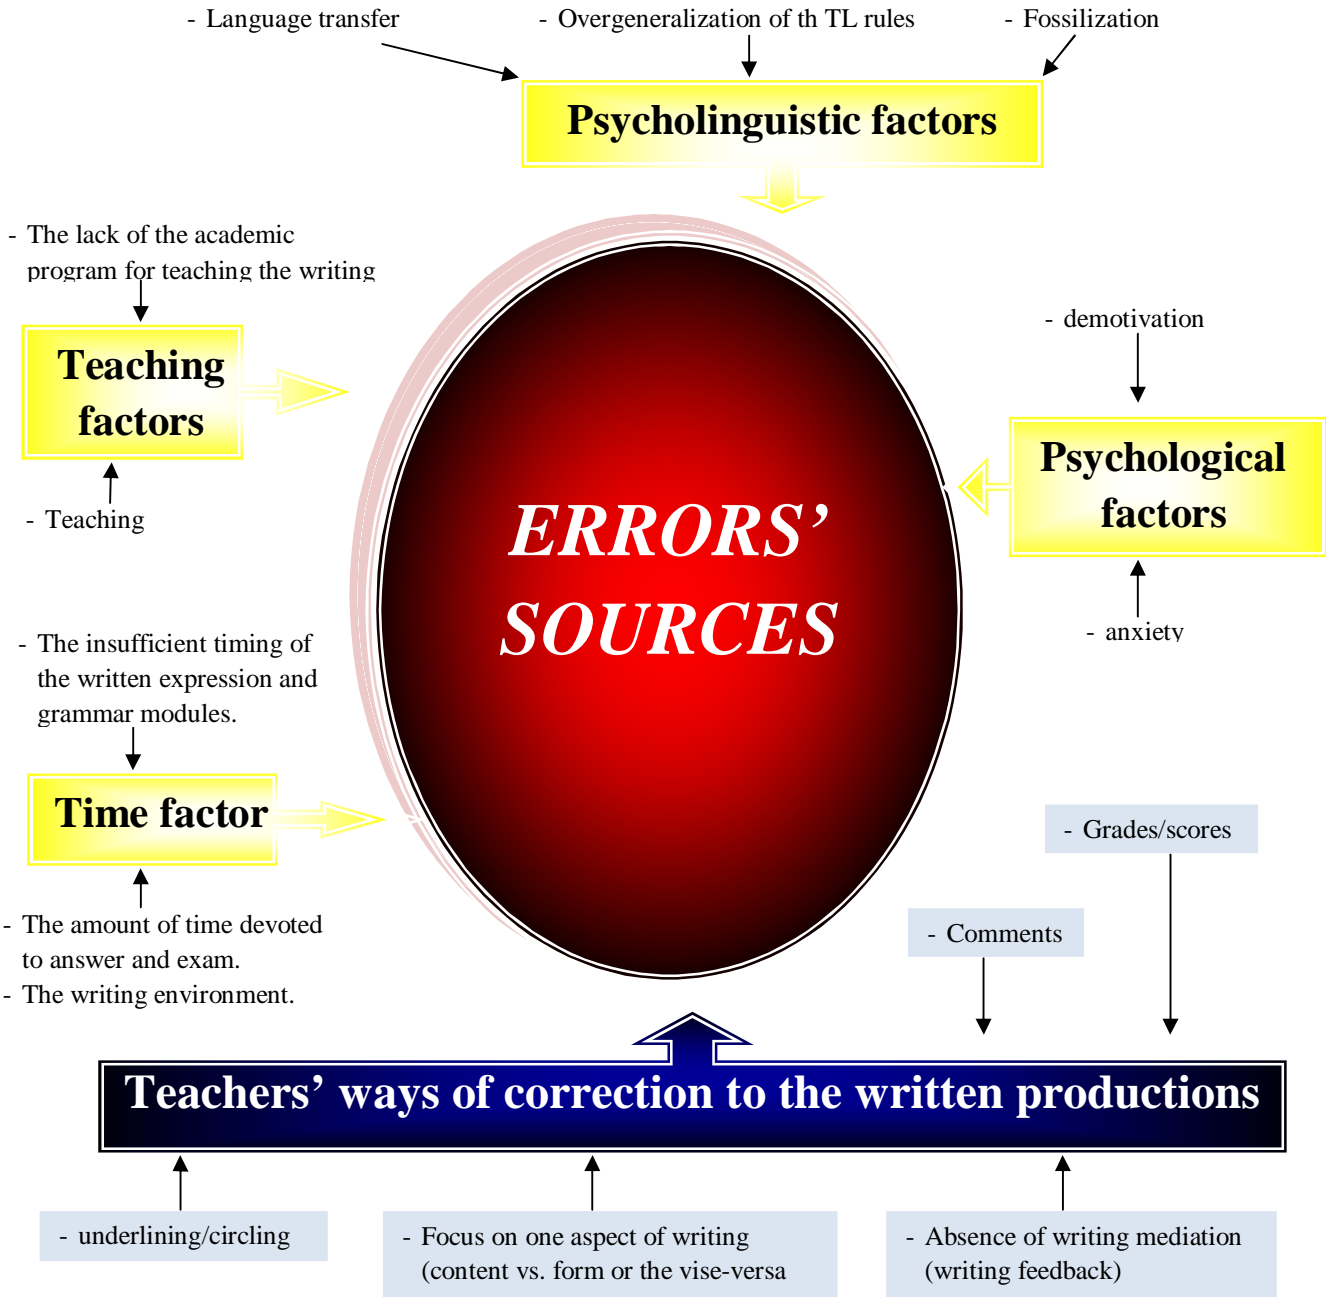 - Language transfer
- Overgeneralization of th TL rules
- Fossilization
Psycholinguistic factors
- The lack of the academic
program for teaching the writing
Teaching
factors
- Teaching
- demotivation
Psychological
factors
- anxiety
ERRORS’
SOURCES
- The insufficient timing of
the written expression and
grammar modules.
Time factor
- The amount of time devoted
to answer and exam.
- The writing environment.
- Grades/scores
- Comments
Teachers’ ways of correction to the written productions
- underlining/circling
- Focus on one aspect of writing
(content vs. form or the vise-versa
- Absence of writing mediation
(writing feedback)